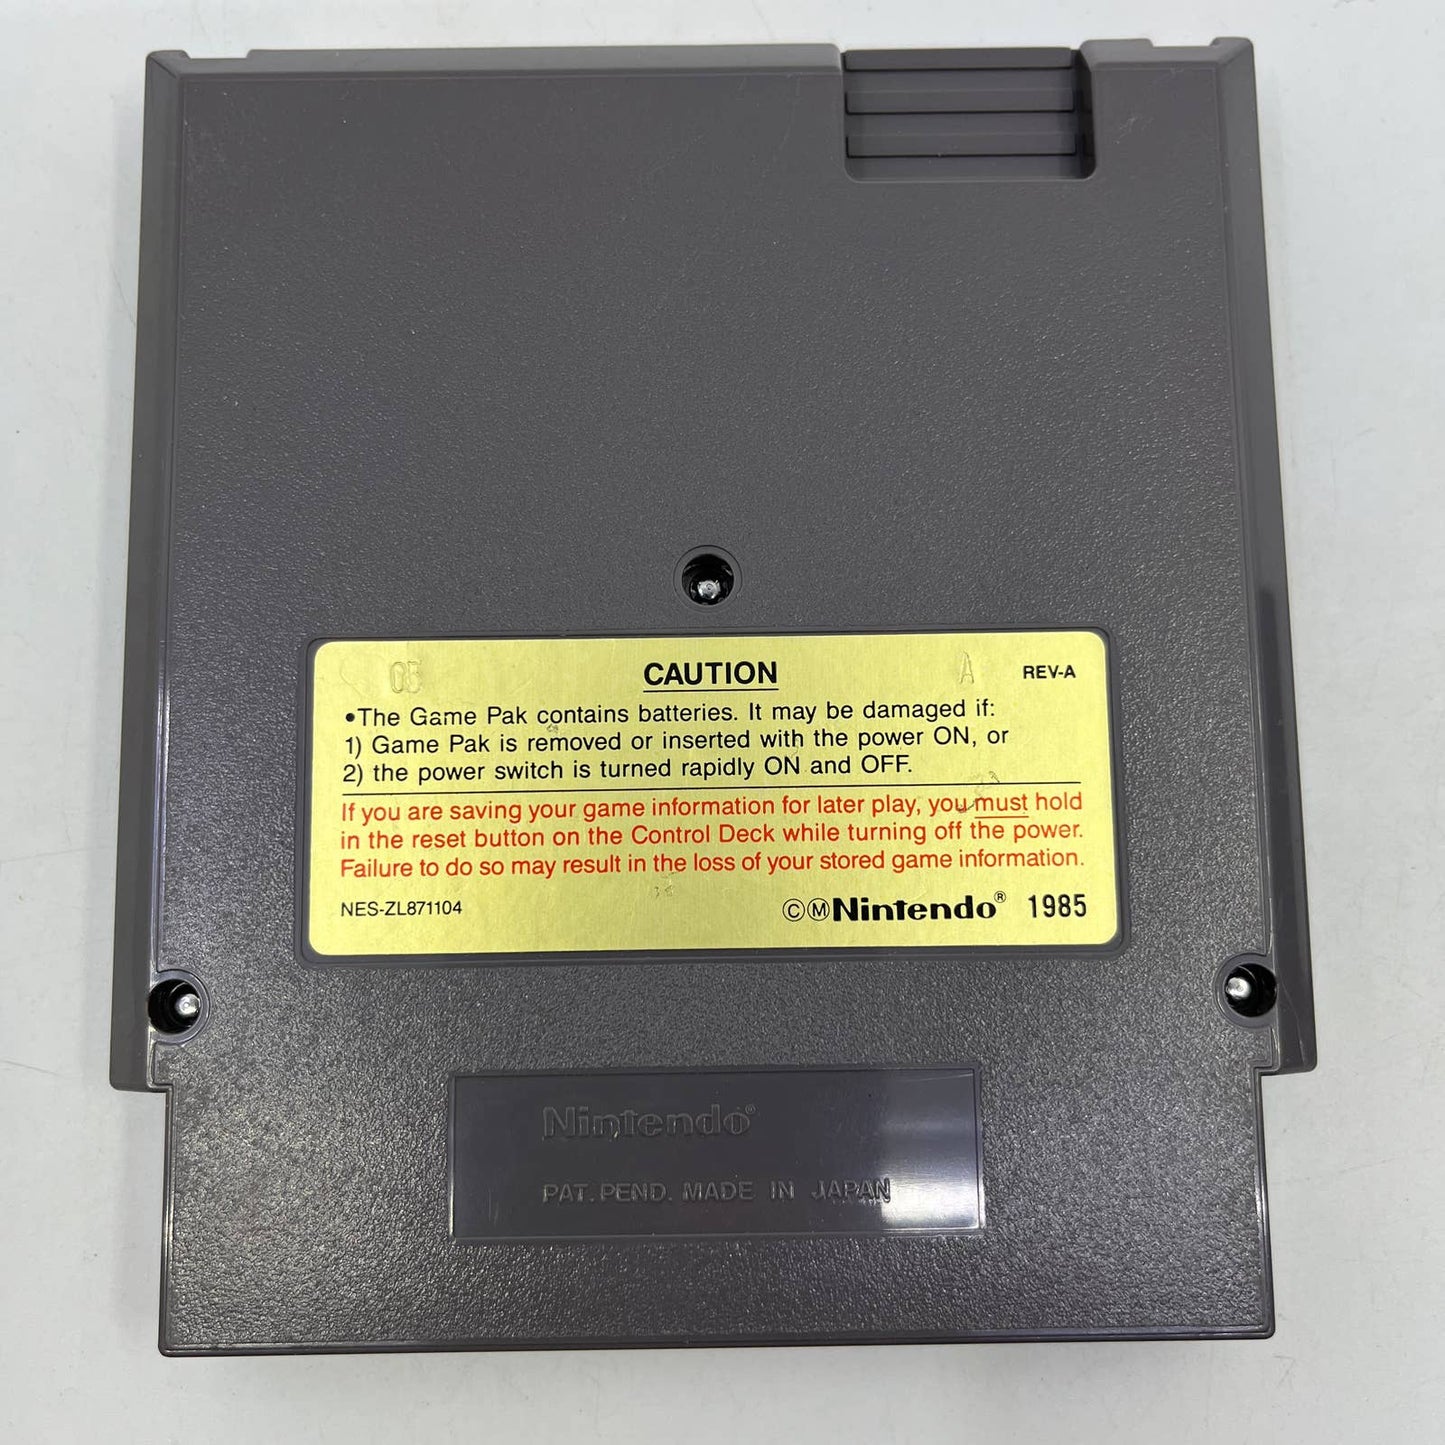 05 CAUTION A REV-A
•The Game Pak contains batteries. It may be damaged if:
1) Game Pak is removed or inserted with the power ON, or
2) the power switch is turned rapidly ON and OFF.
If you are saving your game information for later play, you must hold
in the reset button on the Control Deck while turning off the power.
Failure to do so may result in the loss of your stored game information.
NES-ZL871104 ⒸⓂNintendo® 1985
Nintendo®
PAT. PEND. MADE IN JAPAN